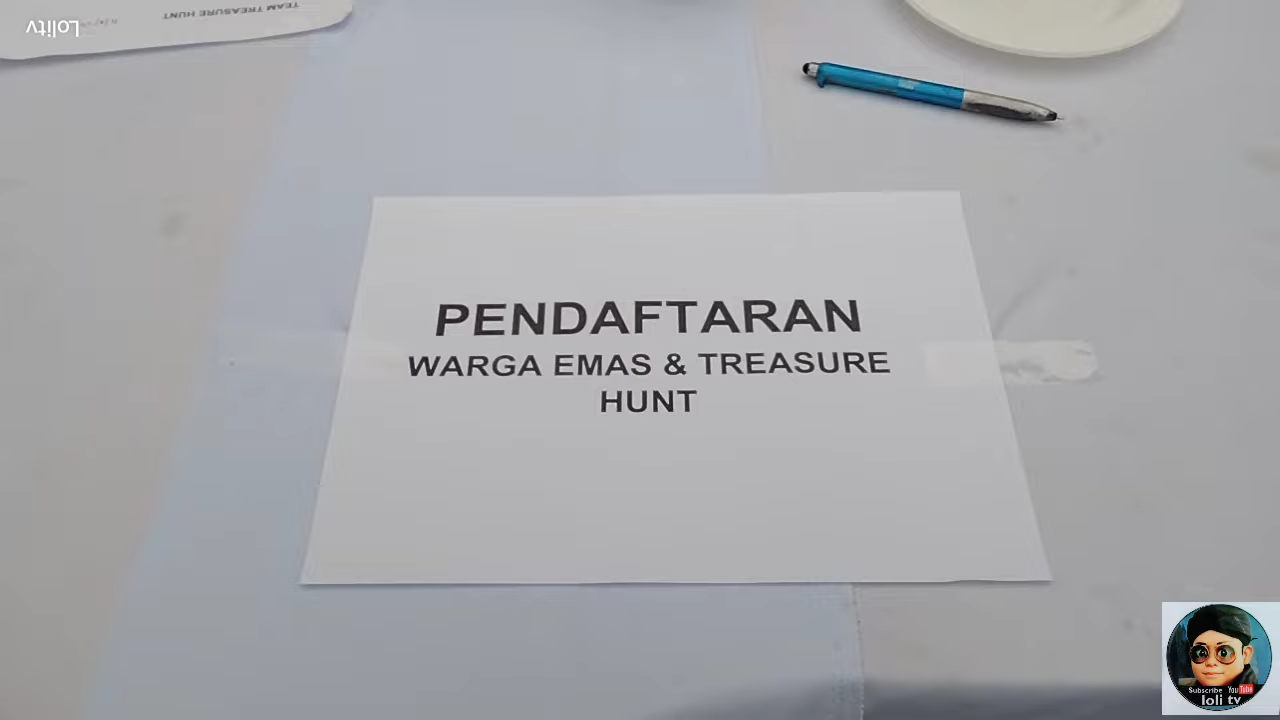 TEAM TREASURE HUNT
Lolitv
PENDAFTARAN
WARGA EMAS & TREASURE
HUNT
Subscribe YouTube
loli tv